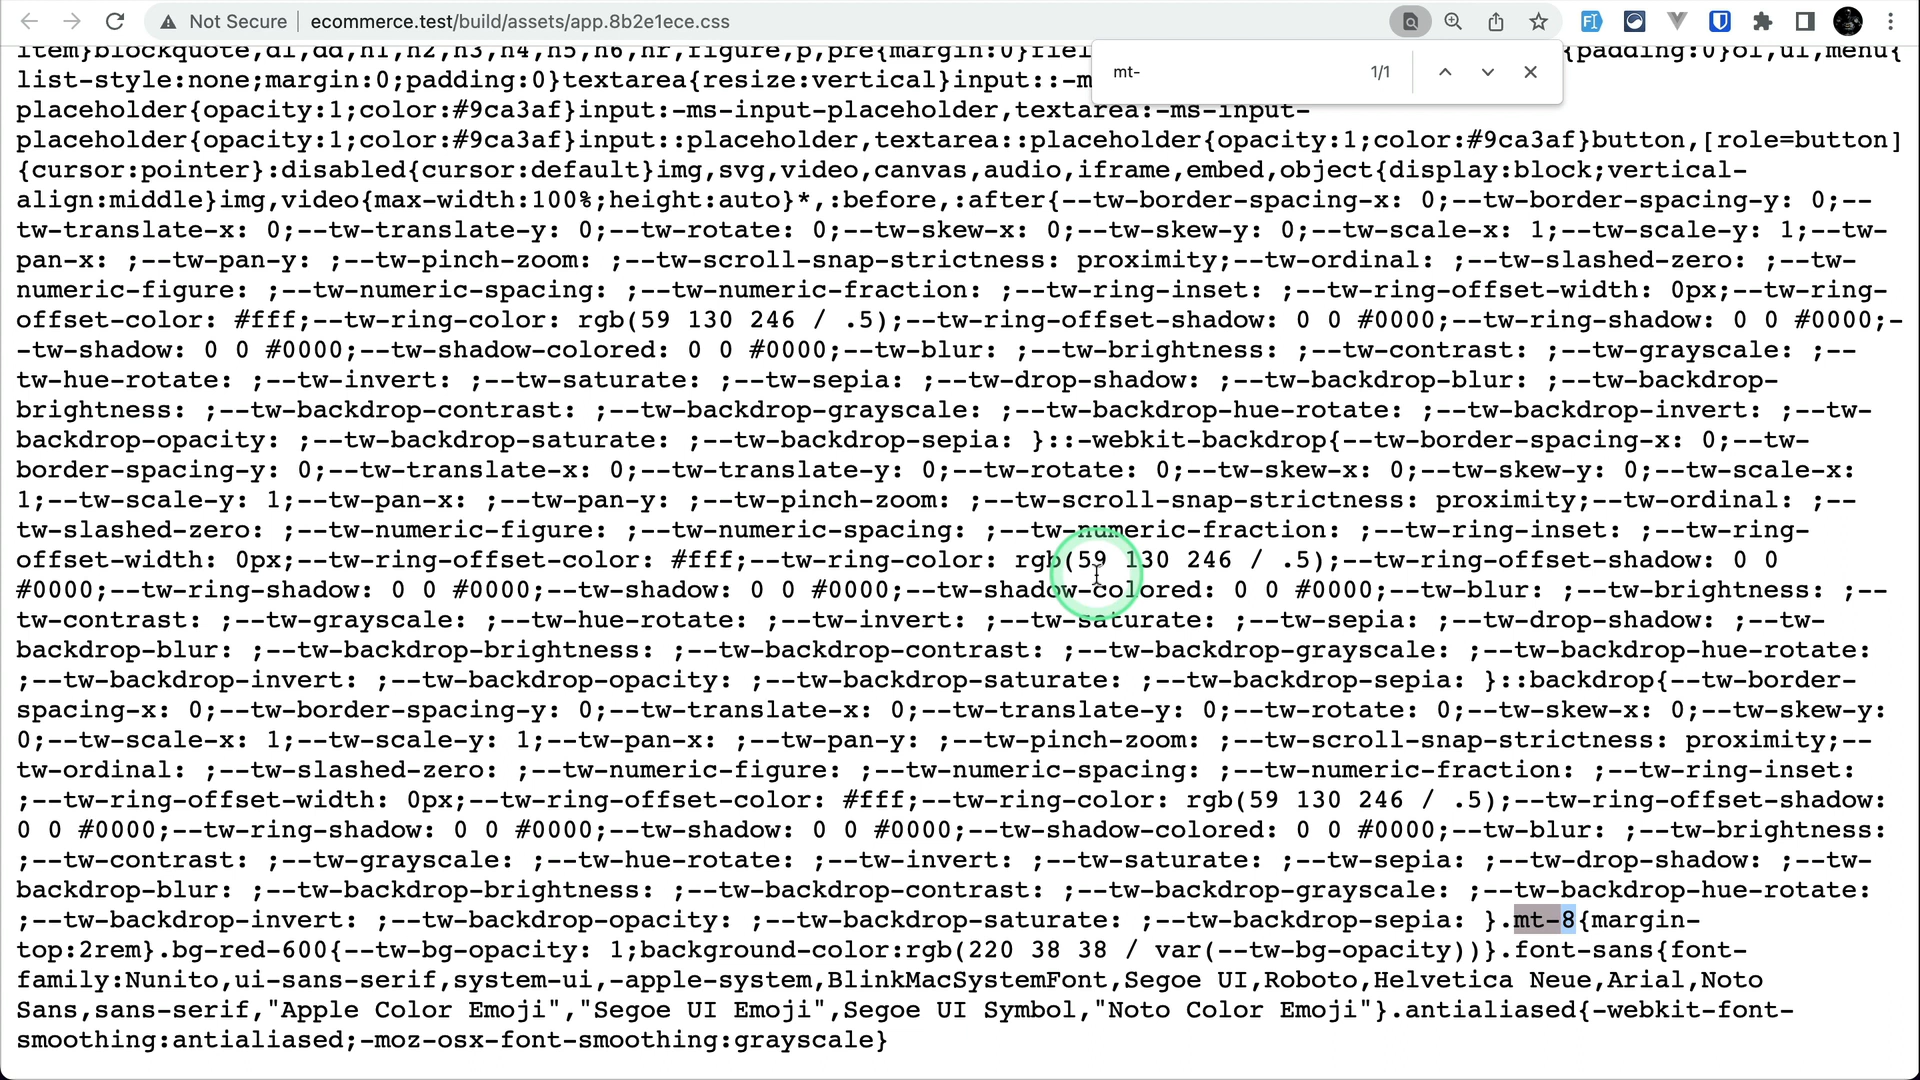 Not Secure | ecommerce.test/build/assets/app.8b2e1ece.css
mt- 1/1
item}blockquote,dl,dd,h1,h2,h3,h4,h5,h6,hr,figure,p,pre{margin:0}fiel {padding:0}ol,ul,menu{
list-style:none;margin:0;padding:0}textarea{resize:vertical}input::-m
placeholder{opacity:1;color:#9ca3af}input:-ms-input-placeholder,textarea:-ms-input-
placeholder{opacity:1;color:#9ca3af}input::placeholder,textarea::placeholder{opacity:1;color:#9ca3af}button,[role=button]
{cursor:pointer}:disabled{cursor:default}img,svg,video,canvas,audio,iframe,embed,object{display:block;vertical-
align:middle}img,video{max-width:100%;height:auto}*,:before,:after{--tw-border-spacing-x: 0;--tw-border-spacing-y: 0;--
tw-translate-x: 0;--tw-translate-y: 0;--tw-rotate: 0;--tw-skew-x: 0;--tw-skew-y: 0;--tw-scale-x: 1;--tw-scale-y: 1;--tw-
pan-x: ;--tw-pan-y: ;--tw-pinch-zoom: ;--tw-scroll-snap-strictness: proximity;--tw-ordinal: ;--tw-slashed-zero: ;--tw-
numeric-figure: ;--tw-numeric-spacing: ;--tw-numeric-fraction: ;--tw-ring-inset: ;--tw-ring-offset-width: 0px;--tw-ring-
offset-color: #fff;--tw-ring-color: rgb(59 130 246 / .5);--tw-ring-offset-shadow: 0 0 #0000;--tw-ring-shadow: 0 0 #0000;-
-tw-shadow: 0 0 #0000;--tw-shadow-colored: 0 0 #0000;--tw-blur: ;--tw-brightness: ;--tw-contrast: ;--tw-grayscale: ;--
tw-hue-rotate: ;--tw-invert: ;--tw-saturate: ;--tw-sepia: ;--tw-drop-shadow: ;--tw-backdrop-blur: ;--tw-backdrop-
brightness: ;--tw-backdrop-contrast: ;--tw-backdrop-grayscale: ;--tw-backdrop-hue-rotate: ;--tw-backdrop-invert: ;--tw-
backdrop-opacity: ;--tw-backdrop-saturate: ;--tw-backdrop-sepia: }::-webkit-backdrop{--tw-border-spacing-x: 0;--tw-
border-spacing-y: 0;--tw-translate-x: 0;--tw-translate-y: 0;--tw-rotate: 0;--tw-skew-x: 0;--tw-skew-y: 0;--tw-scale-x:
1;--tw-scale-y: 1;--tw-pan-x: ;--tw-pan-y: ;--tw-pinch-zoom: ;--tw-scroll-snap-strictness: proximity;--tw-ordinal: ;--
tw-slashed-zero: ;--tw-numeric-figure: ;--tw-numeric-spacing: ;--tw-numeric-fraction: ;--tw-ring-inset: ;--tw-ring-
offset-width: 0px;--tw-ring-offset-color: #fff;--tw-ring-color: rgb(59 130 246 / .5);--tw-ring-offset-shadow: 0 0
#0000;--tw-ring-shadow: 0 0 #0000;--tw-shadow: 0 0 #0000;--tw-shadow-colored: 0 0 #0000;--tw-blur: ;--tw-brightness: ;--
tw-contrast: ;--tw-grayscale: ;--tw-hue-rotate: ;--tw-invert: ;--tw-saturate: ;--tw-sepia: ;--tw-drop-shadow: ;--tw-
backdrop-blur: ;--tw-backdrop-brightness: ;--tw-backdrop-contrast: ;--tw-backdrop-grayscale: ;--tw-backdrop-hue-rotate:
;--tw-backdrop-invert: ;--tw-backdrop-opacity: ;--tw-backdrop-saturate: ;--tw-backdrop-sepia: }::backdrop{--tw-border-
spacing-x: 0;--tw-border-spacing-y: 0;--tw-translate-x: 0;--tw-translate-y: 0;--tw-rotate: 0;--tw-skew-x: 0;--tw-skew-y:
0;--tw-scale-x: 1;--tw-scale-y: 1;--tw-pan-x: ;--tw-pan-y: ;--tw-pinch-zoom: ;--tw-scroll-snap-strictness: proximity;--
tw-ordinal: ;--tw-slashed-zero: ;--tw-numeric-figure: ;--tw-numeric-spacing: ;--tw-numeric-fraction: ;--tw-ring-inset:
;--tw-ring-offset-width: 0px;--tw-ring-offset-color: #fff;--tw-ring-color: rgb(59 130 246 / .5);--tw-ring-offset-shadow:
0 0 #0000;--tw-ring-shadow: 0 0 #0000;--tw-shadow: 0 0 #0000;--tw-shadow-colored: 0 0 #0000;--tw-blur: ;--tw-brightness:
;--tw-contrast: ;--tw-grayscale: ;--tw-hue-rotate: ;--tw-invert: ;--tw-saturate: ;--tw-sepia: ;--tw-drop-shadow: ;--tw-
backdrop-blur: ;--tw-backdrop-brightness: ;--tw-backdrop-contrast: ;--tw-backdrop-grayscale: ;--tw-backdrop-hue-rotate:
;--tw-backdrop-invert: ;--tw-backdrop-opacity: ;--tw-backdrop-saturate: ;--tw-backdrop-sepia: }.mt-8{margin-
top:2rem}.bg-red-600{--tw-bg-opacity: 1;background-color:rgb(220 38 38 / var(--tw-bg-opacity))}.font-sans{font-
family:Nunito,ui-sans-serif,system-ui,-apple-system,BlinkMacSystemFont,Segoe UI,Roboto,Helvetica Neue,Arial,Noto
Sans,sans-serif,"Apple Color Emoji","Segoe UI Emoji",Segoe UI Symbol,"Noto Color Emoji"}.antialiased{-webkit-font-
smoothing:antialiased;-moz-osx-font-smoothing:grayscale}